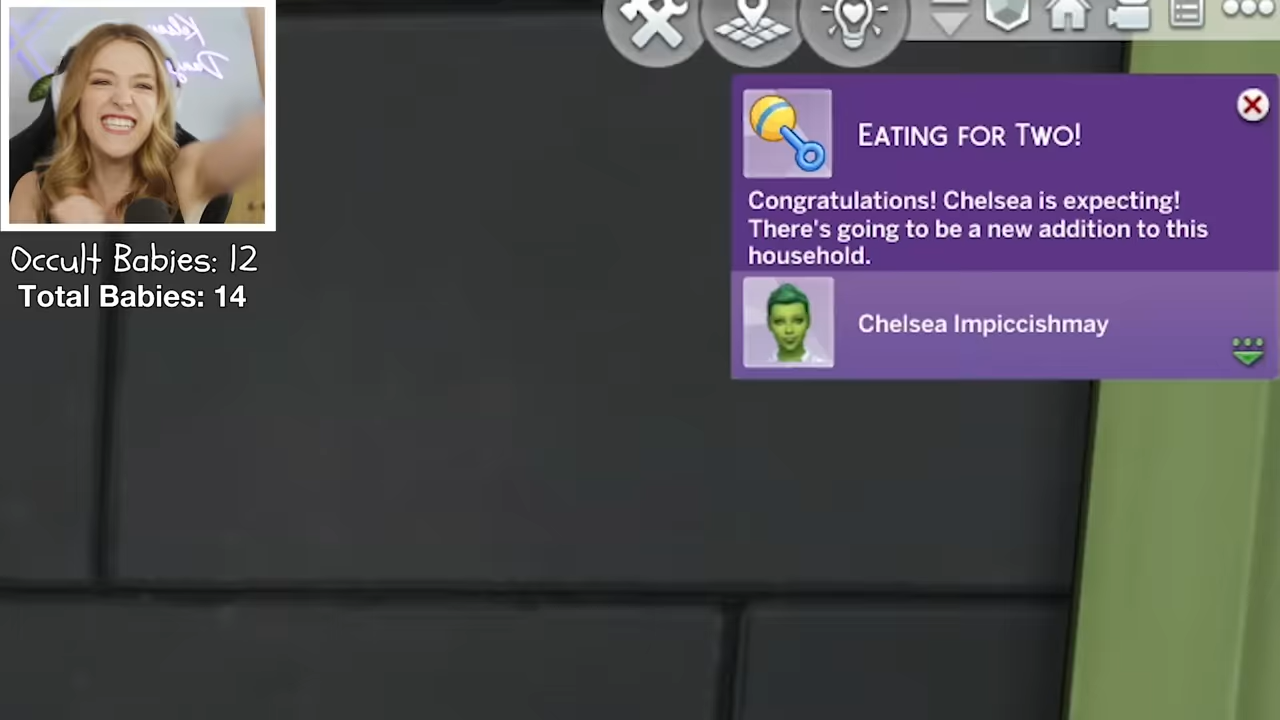 Occult Babies: 12
Total Babies: 14
EATING FOR TWO!
Congratulations! Chelsea is expecting!
There's going to be a new addition to this
household.
Chelsea Impiccishmay